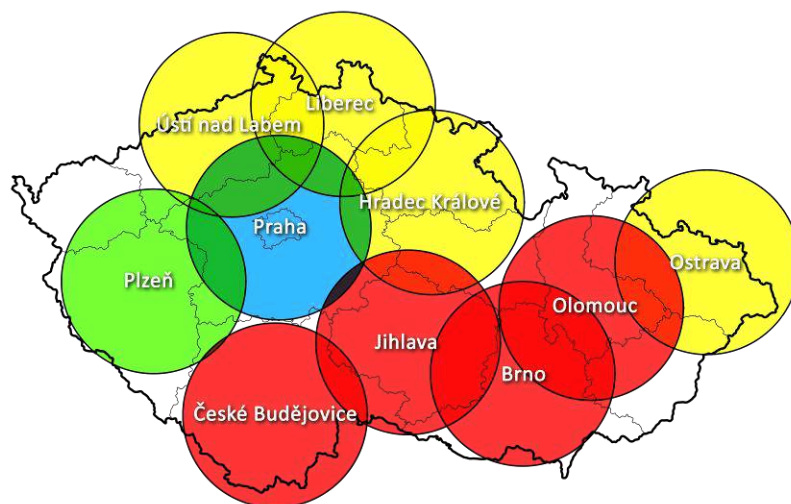 Liberec
Ústí nad Labem
Hradec Králové
Praha
Ostrava
Plzeň
Olomouc
Jihlava
Brno
České Budějovice